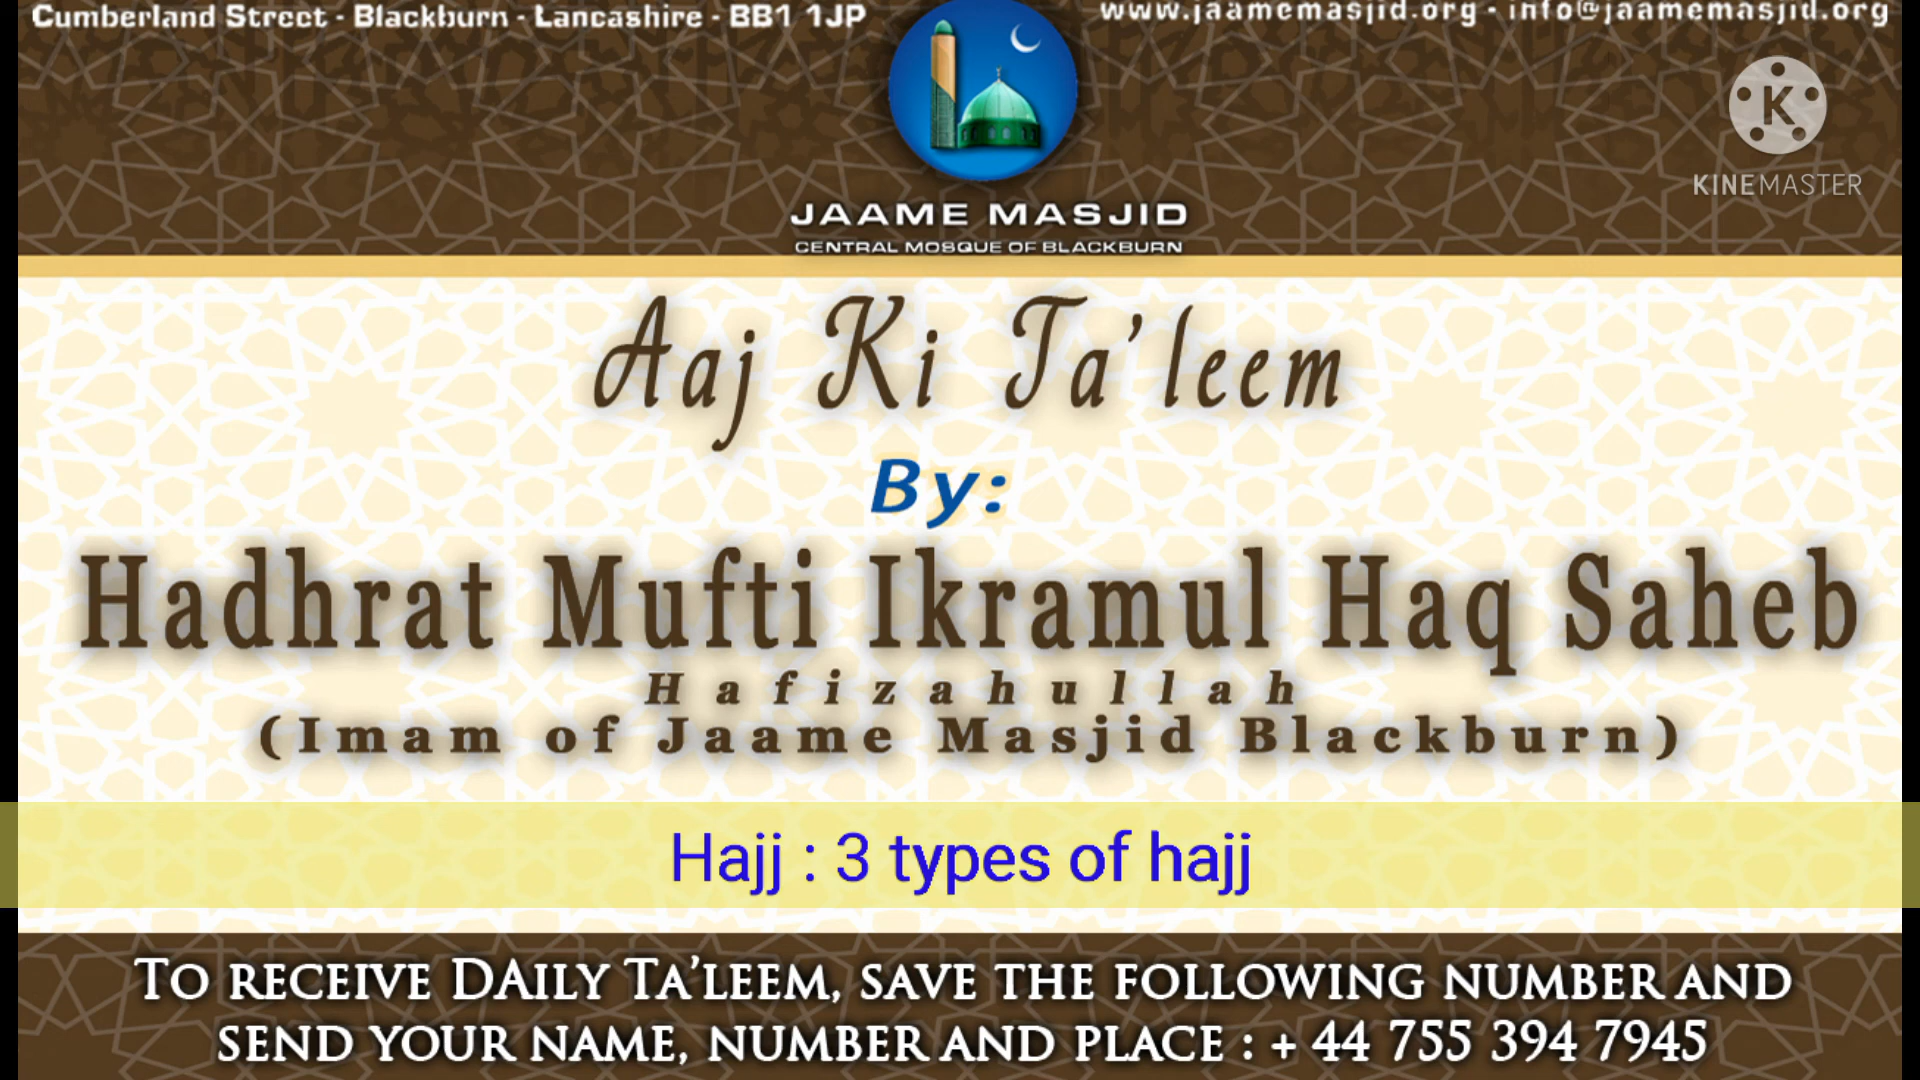 Cumberland Street - Blackburn - Lancashire - BB1 1JP
www.jaamemasjid.org - info@jaamemasjid.org
K
KINEMASTER
JAAME MASJID
CENTRAL MOSQUE OF BLACKBURN
Aaj Ki Ta'leem
By:
Hadhrat Mufti Ikramul Haq Saheb
Hafizahullah
(Imam of Jaame Masjid Blackburn)
Hajj : 3 types of hajj
To receive DAily Ta'leem, save the following number and
send your name, number and place : + 44 755 394 7945